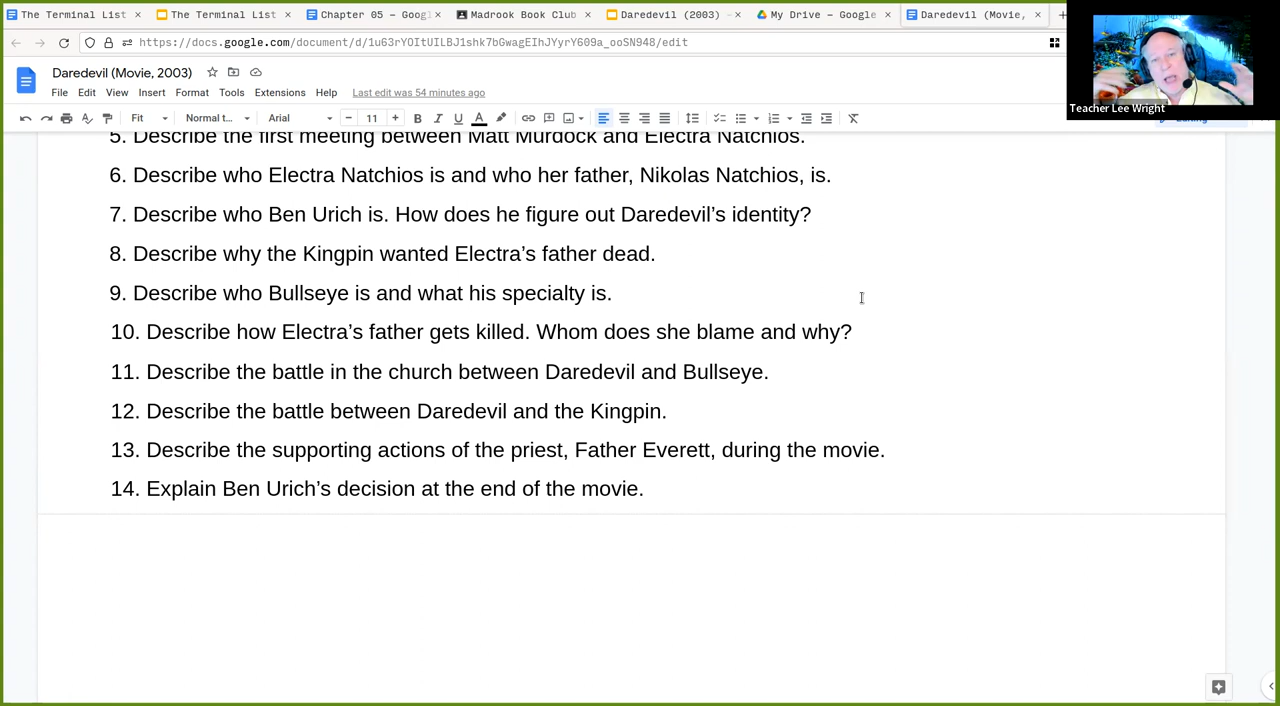 The Terminal List
The Terminal List
Chapter 05 – Goog
Madrook Book Club
Daredevil (2003) -
My Drive – Google
Daredevil (Movie,
https://docs.google.com/document/d/1u63rYOItUILBJ1shk7bGwagEIhJYyrY609a_ooSN948/edit
Teacher Lee Wright
Daredevil (Movie, 2003)
File Edit View Insert Format Tools Extensions Help Last edit was 54 minutes ago
Fit Normal t... Arial 11 B I U A
5. Describe the first meeting between Matt Murdock and Electra Natchios.
6. Describe who Electra Natchios is and who her father, Nikolas Natchios, is.
7. Describe who Ben Urich is. How does he figure out Daredevil’s identity?
8. Describe why the Kingpin wanted Electra’s father dead.
9. Describe who Bullseye is and what his specialty is.
10. Describe how Electra’s father gets killed. Whom does she blame and why?
11. Describe the battle in the church between Daredevil and Bullseye.
12. Describe the battle between Daredevil and the Kingpin.
13. Describe the supporting actions of the priest, Father Everett, during the movie.
14. Explain Ben Urich’s decision at the end of the movie.